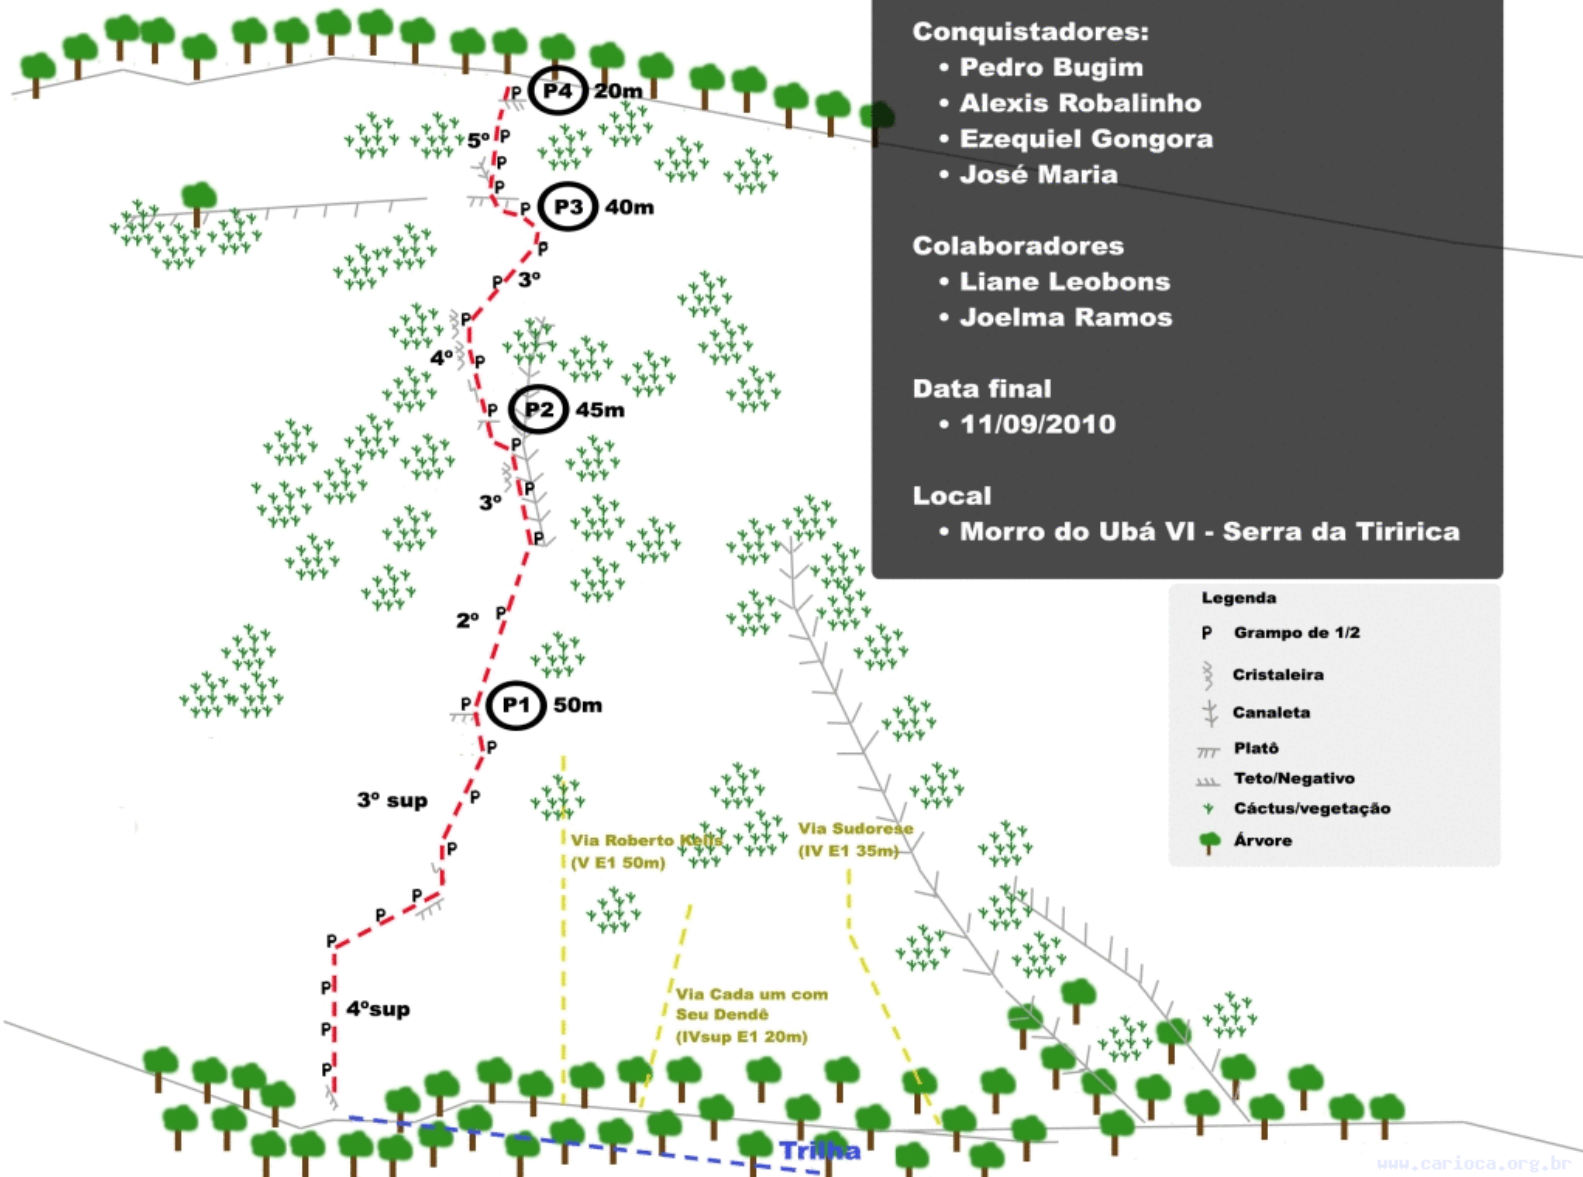 Conquistadores:
• Pedro Bugim
• Alexis Robalinho
• Ezequiel Gongora
• José Maria
Colaboradores
• Liane Leobons
• Joelma Ramos
Data final
• 11/09/2010
Local
• Morro do Ubá VI - Serra da Tiririca
Legenda
P Grampo de 1/2
Cristaleira
Canaleta
Platô
Teto/Negativo
Cáctus/vegetação
Árvore
P P4 20m
5º P
P
P
P P3 40m
P
P 3º
P
4º P
P P2 45m
P
3º P
P
2º P
P P1 50m
P
3º sup P
P
P
P
P
P
4ºsup
P
P
Via Roberto Kells
(V E1 50m)
Via Sudorese
(IV E1 35m)
Via Cada um com
Seu Dendê
(IVsup E1 20m)
Trilha
www.carioca.org.br